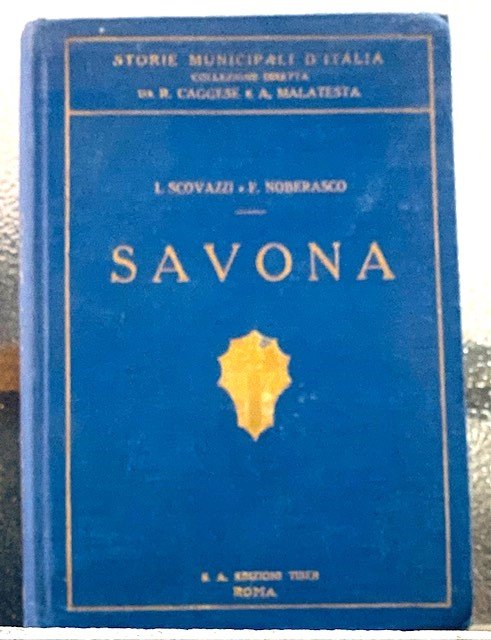 STORIE MUNICIPALI D'ITALIA
COLLEZIONE DIRETTA
DA R. CAGGESE E A. MALATESTA
I. SCOVAZZI E F. NOBERASCO
SAVONA
S. A. EDIZIONI TIBER
ROMA